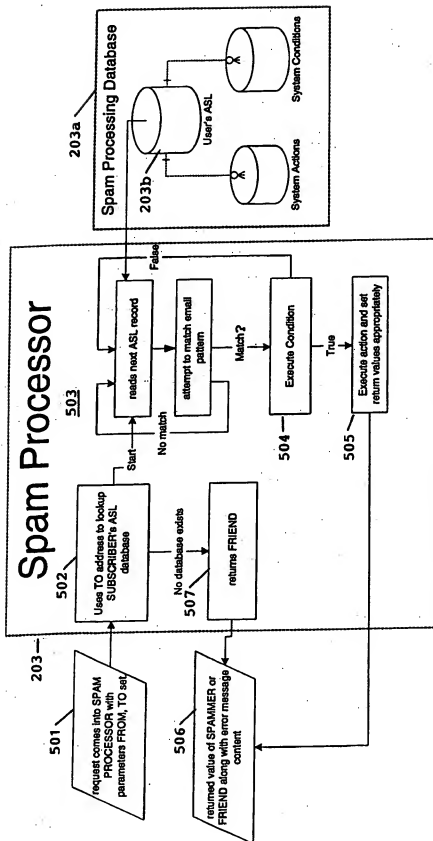 Spam Processor
203
501
request comes into SPAM
PROCESSOR with
parameters FROM, TO set
502
Uses TO address to lookup
SUBSCRIBER's ASL
database
Start
No database exists
507
returns FRIEND
506
returned value of SPAMMER or
FRIEND along with error message
content
503
reads next ASL record
False
No match
attempt to match email
pattern
Match?
504
Execute Condition
True
505
Execute action and set
return values appropriately
203a
Spam Processing Database
203b
User's ASL
System Actions
System Conditions